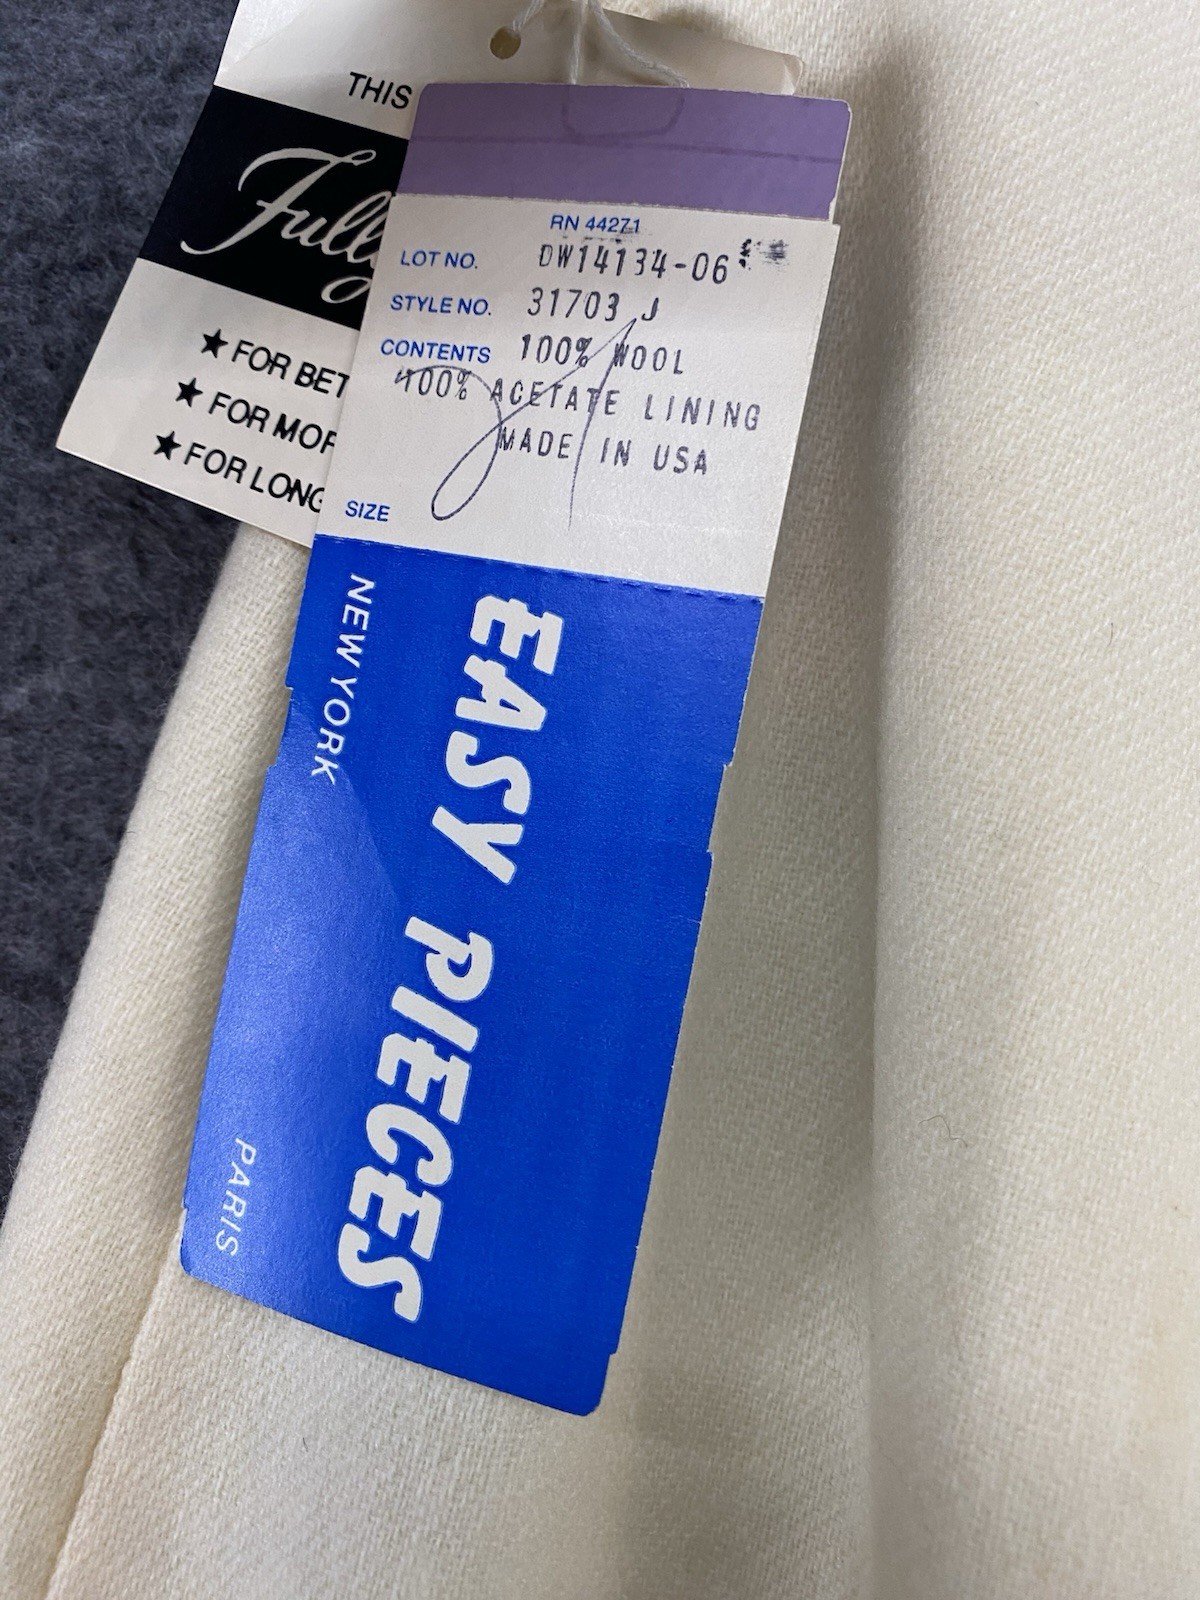 THIS
Fully
★ FOR BET
★ FOR MOR
★ FOR LONG
RN 44271
LOT NO. DW14134-06
STYLE NO. 31703 J
CONTENTS 100% WOOL
100% ACETATE LINING
MADE IN USA
SIZE
EASY PIECES
NEW YORK
PARIS